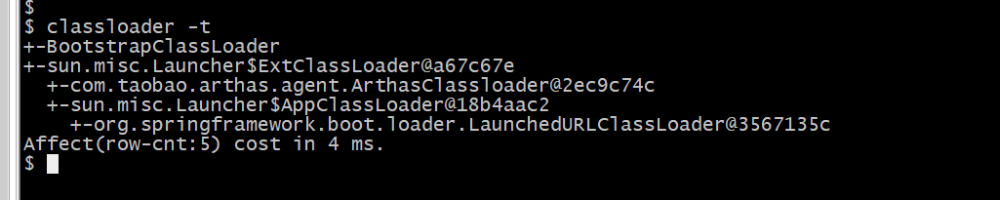 $
$ classloader -t
+-BootstrapClassLoader
+-sun.misc.Launcher$ExtClassLoader@a67c67e
  +-com.taobao.arthas.agent.ArthasClassloader@2ec9c74c
  +-sun.misc.Launcher$AppClassLoader@18b4aac2
    +-org.springframework.boot.loader.LaunchedURLClassLoader@3567135c
Affect(row-cnt:5) cost in 4 ms.
$